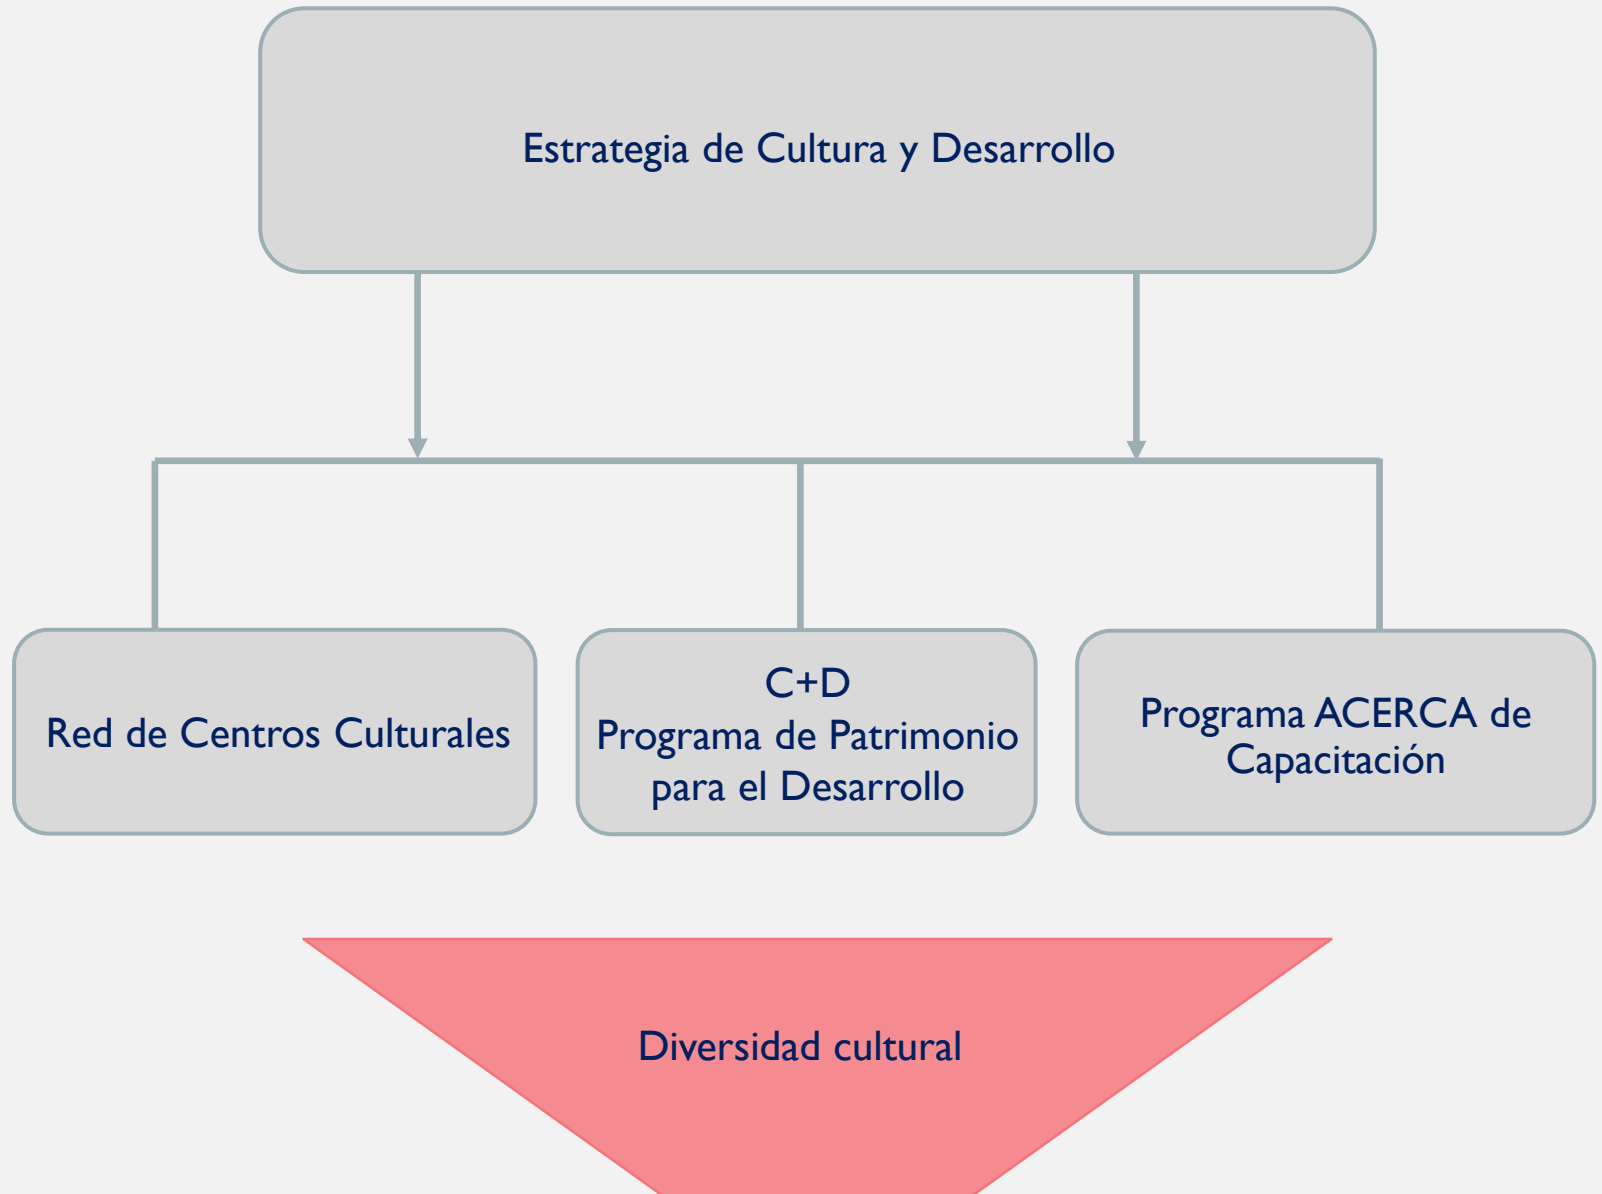 Estrategia de Cultura y Desarrollo
Red de Centros Culturales
C+D
Programa de Patrimonio
para el Desarrollo
Programa ACERCA de
Capacitación
Diversidad cultural